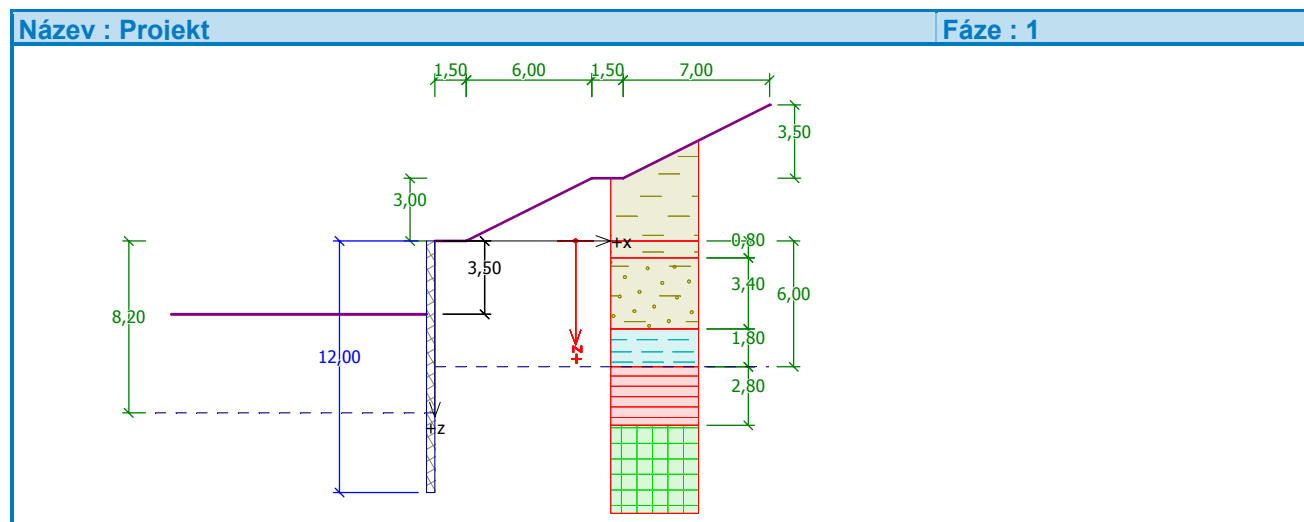 Název : Projekt Fáze : 1
1,50 6,00 1,50 7,00
3,50
3,00
+x 0,80
3,50
3,40
6,00
8,20
+z
1,80
12,00
2,80
+z